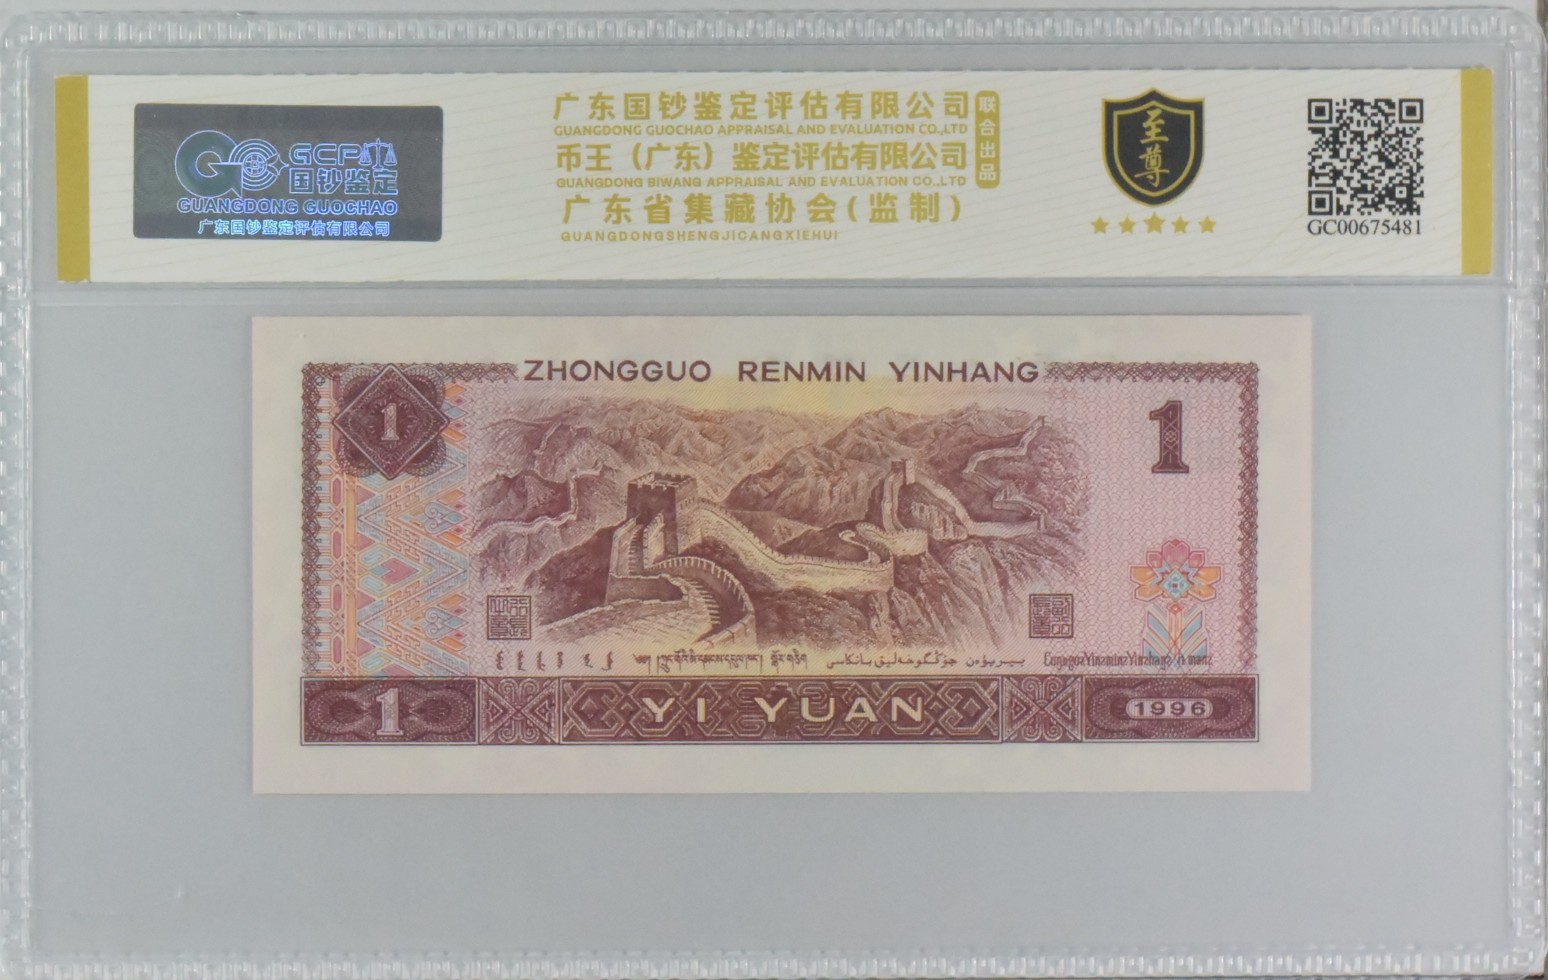 GCP
国钞鉴定
GUANGDONG GUOCHAO
广东国钞鉴定评估有限公司
广东国钞鉴定评估有限公司
GUANGDONG GUOCHAO APPRAISAL AND EVALUATION CO.,LTD
币王（广东）鉴定评估有限公司
GUANGDONG BIWANG APPRAISAL AND EVALUATION CO.,LTD
联合出品
广东省集藏协会(监制)
GUANGDONGSHENGJICANGXIEHUI
至尊
GC00675481
ZHONGGUO RENMIN YINHANG
1
1
1
YI YUAN
1996